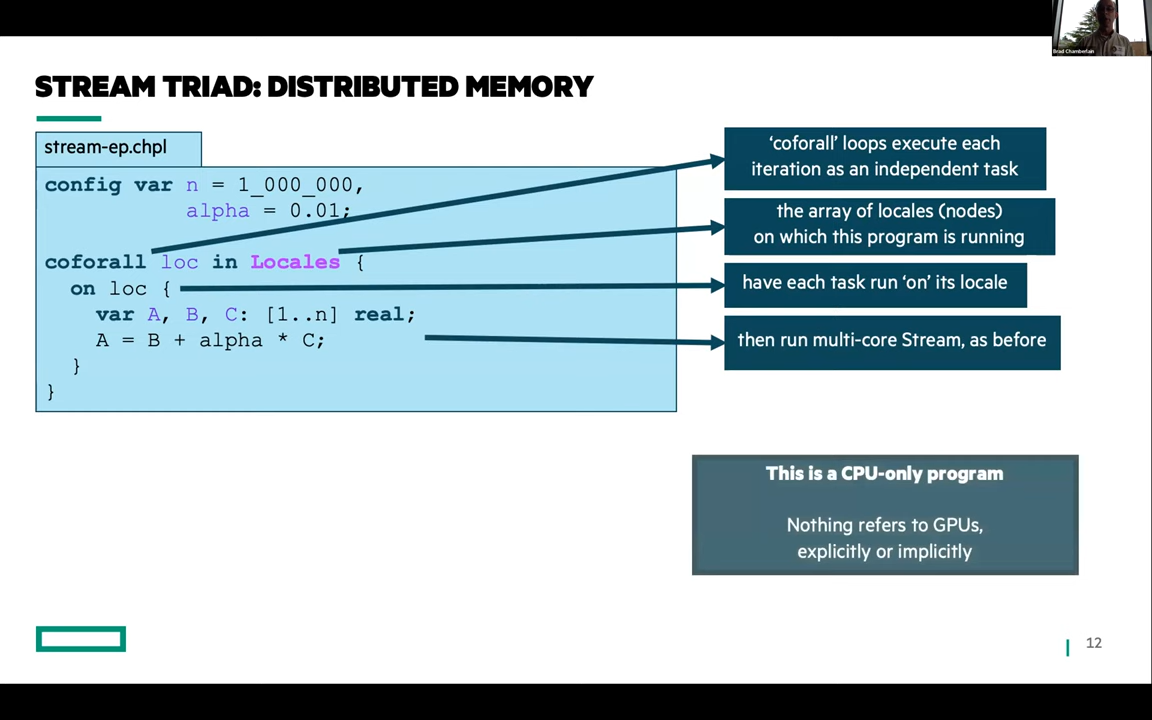 Brad Chamberlain
STREAM TRIAD: DISTRIBUTED MEMORY
stream-ep.chpl
config var n = 1_000_000,
alpha = 0.01;
coforall loc in Locales {
on loc {
var A, B, C: [1..n] real;
A = B + alpha * C;
}
}
‘coforall’ loops execute each
iteration as an independent task
the array of locales (nodes)
on which this program is running
have each task run ‘on’ its locale
then run multi-core Stream, as before
This is a CPU-only program
Nothing refers to GPUs,
explicitly or implicitly
12